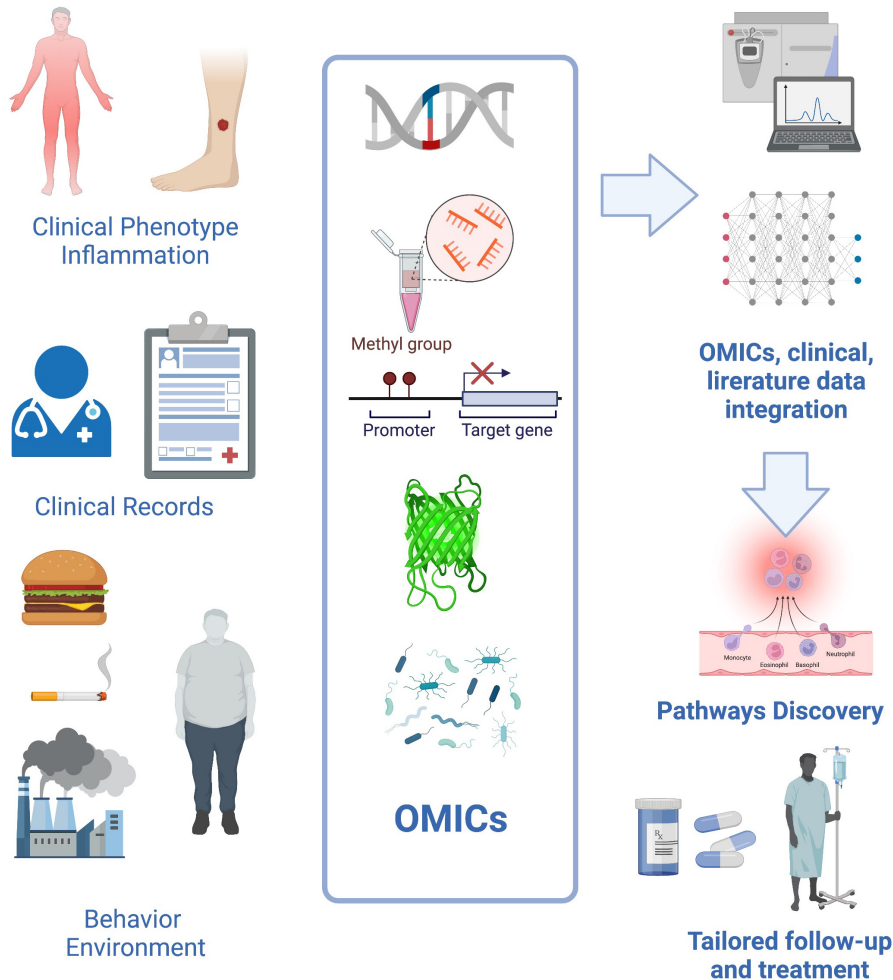 Clinical Phenotype
Inflammation
Clinical Records
Behavior
Environment
Methyl group
Promoter
Target gene
OMICs
OMICs, clinical,
lirerature data
integration
Monocyte
Eosinophil
Basophil
Neutrophil
Pathways Discovery
Rx
Tailored follow-up
and treatment